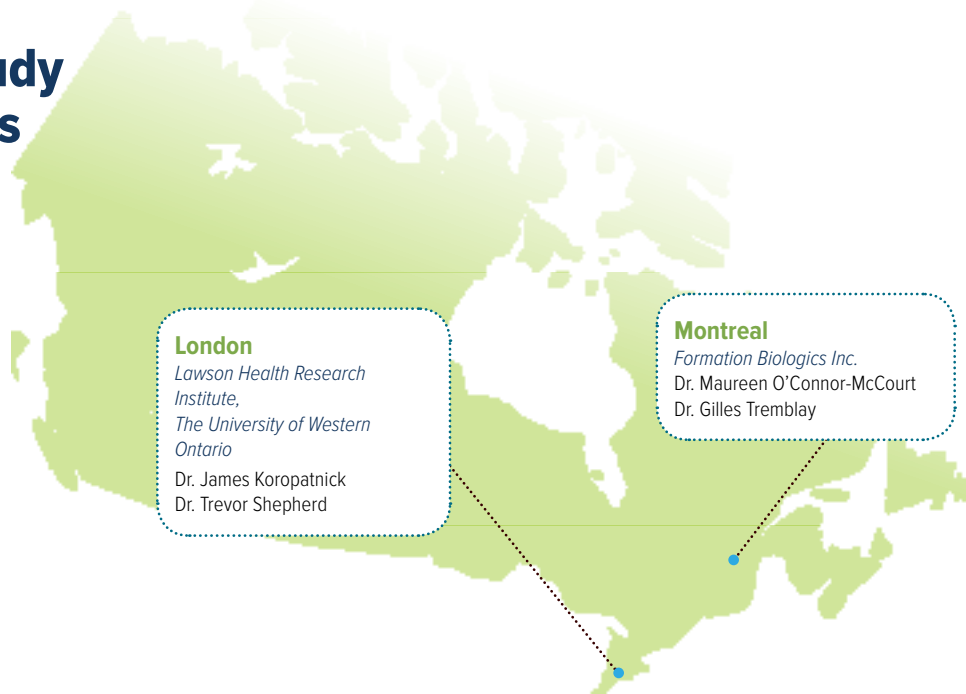 London
Lawson Health Research
Institute,
The University of Western
Ontario
Dr. James Koropatnick
Dr. Trevor Shepherd
Montreal
Formation Biologics Inc.
Dr. Maureen O'Connor-McCourt
Dr. Gilles Tremblay